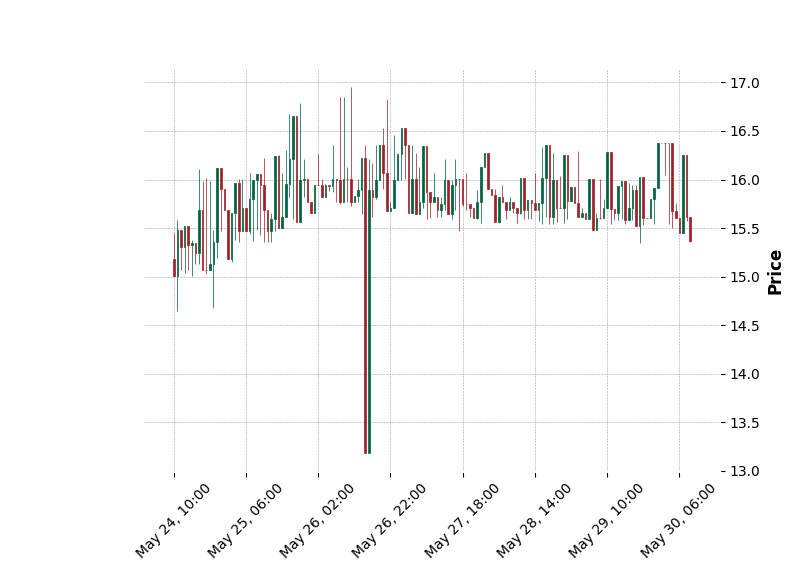 17.0
16.5
16.0
15.5
15.0
14.5
14.0
13.5
13.0
Price
May 24, 10:00
May 25, 06:00
May 26, 02:00
May 26, 22:00
May 27, 18:00
May 28, 14:00
May 29, 10:00
May 30, 06:00